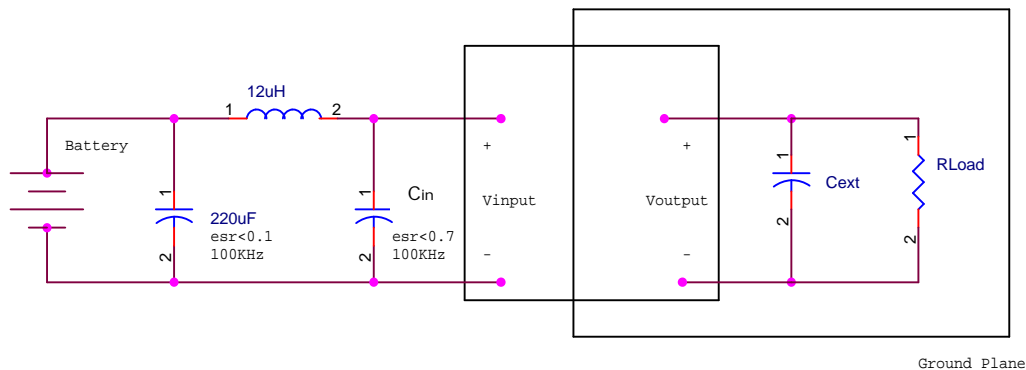 12uH
1
2
Battery
1
220uF
esr<0.1
100KHz
2
1
Cin
esr<0.7
100KHz
2
+
Vinput
-
+
Voutput
-
1
Cext
2
1
RLoad
2
Ground Plane